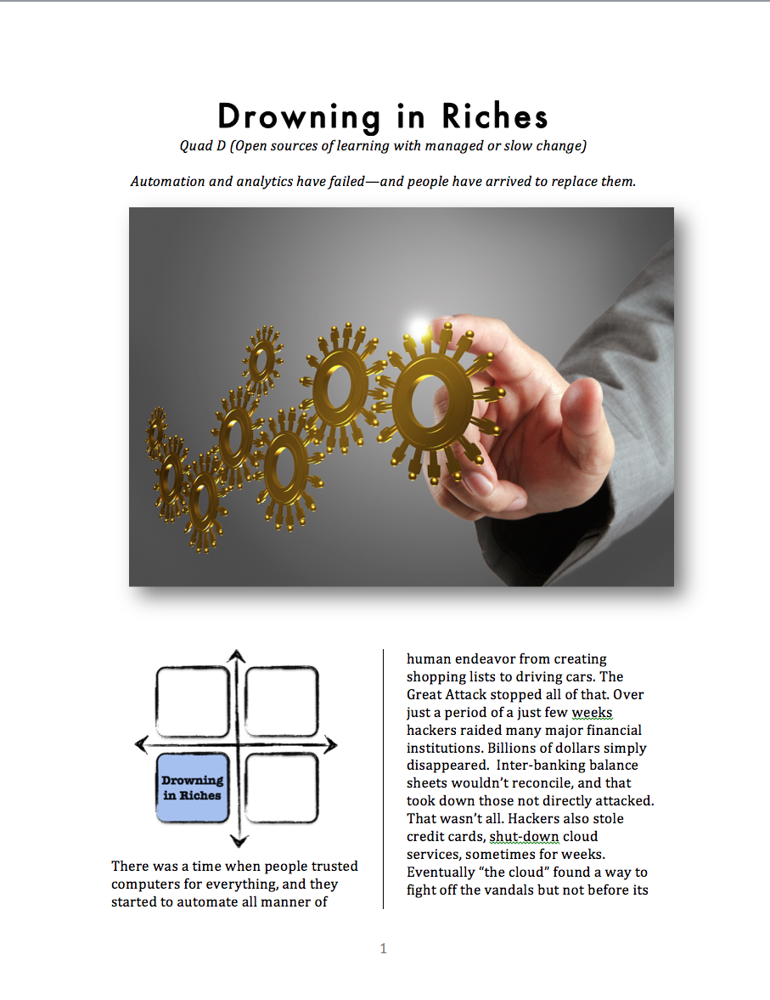 Drowning in Riches
Quad D (Open sources of learning with managed or slow change)
Automation and analytics have failed—and people have arrived to replace them.
Drowning
in Riches
There was a time when people trusted
computers for everything, and they
started to automate all manner of
human endeavor from creating
shopping lists to driving cars. The
Great Attack stopped all of that. Over
just a period of a just few weeks
hackers raided many major financial
institutions. Billions of dollars simply
disappeared.  Inter-banking balance
sheets wouldn’t reconcile, and that
took down those not directly attacked.
That wasn’t all. Hackers also stole
credit cards, shut-down cloud
services, sometimes for weeks.
Eventually “the cloud” found a way to
fight off the vandals but not before its
1